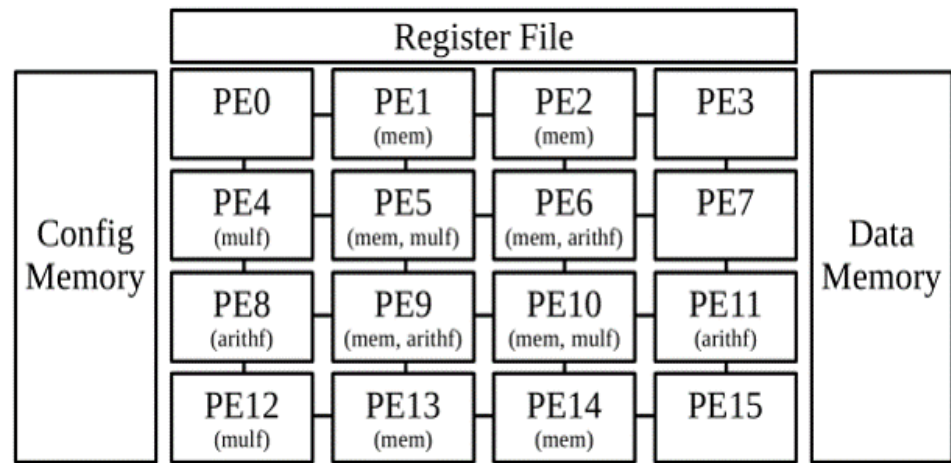 Register File
Config
Memory
PE0
PE1
(mem)
PE2
(mem)
PE3
PE4
(mulf)
PE5
(mem, mulf)
PE6
(mem, arithf)
PE7
PE8
(arithf)
PE9
(mem, arithf)
PE10
(mem, mulf)
PE11
(arithf)
PE12
(mulf)
PE13
(mem)
PE14
(mem)
PE15
Data
Memory